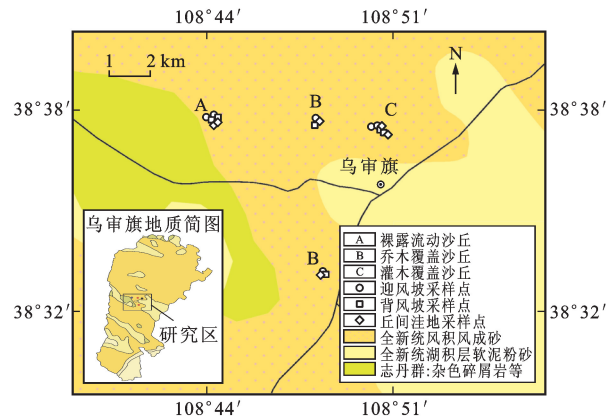 108°44′ 108°51′
1 2 km
N
38°38′ A B C 38°38′
乌审旗
乌审旗地质简图
研究区
B
A 裸露流动沙丘
B 乔木覆盖沙丘
C 灌木覆盖沙丘
迎风坡采样点
背风坡采样点
丘间洼地采样点
全新统风积风成砂
全新统湖积层软泥粉砂
志丹群:杂色碎屑岩等
38°32′ 38°32′
108°44′ 108°51′